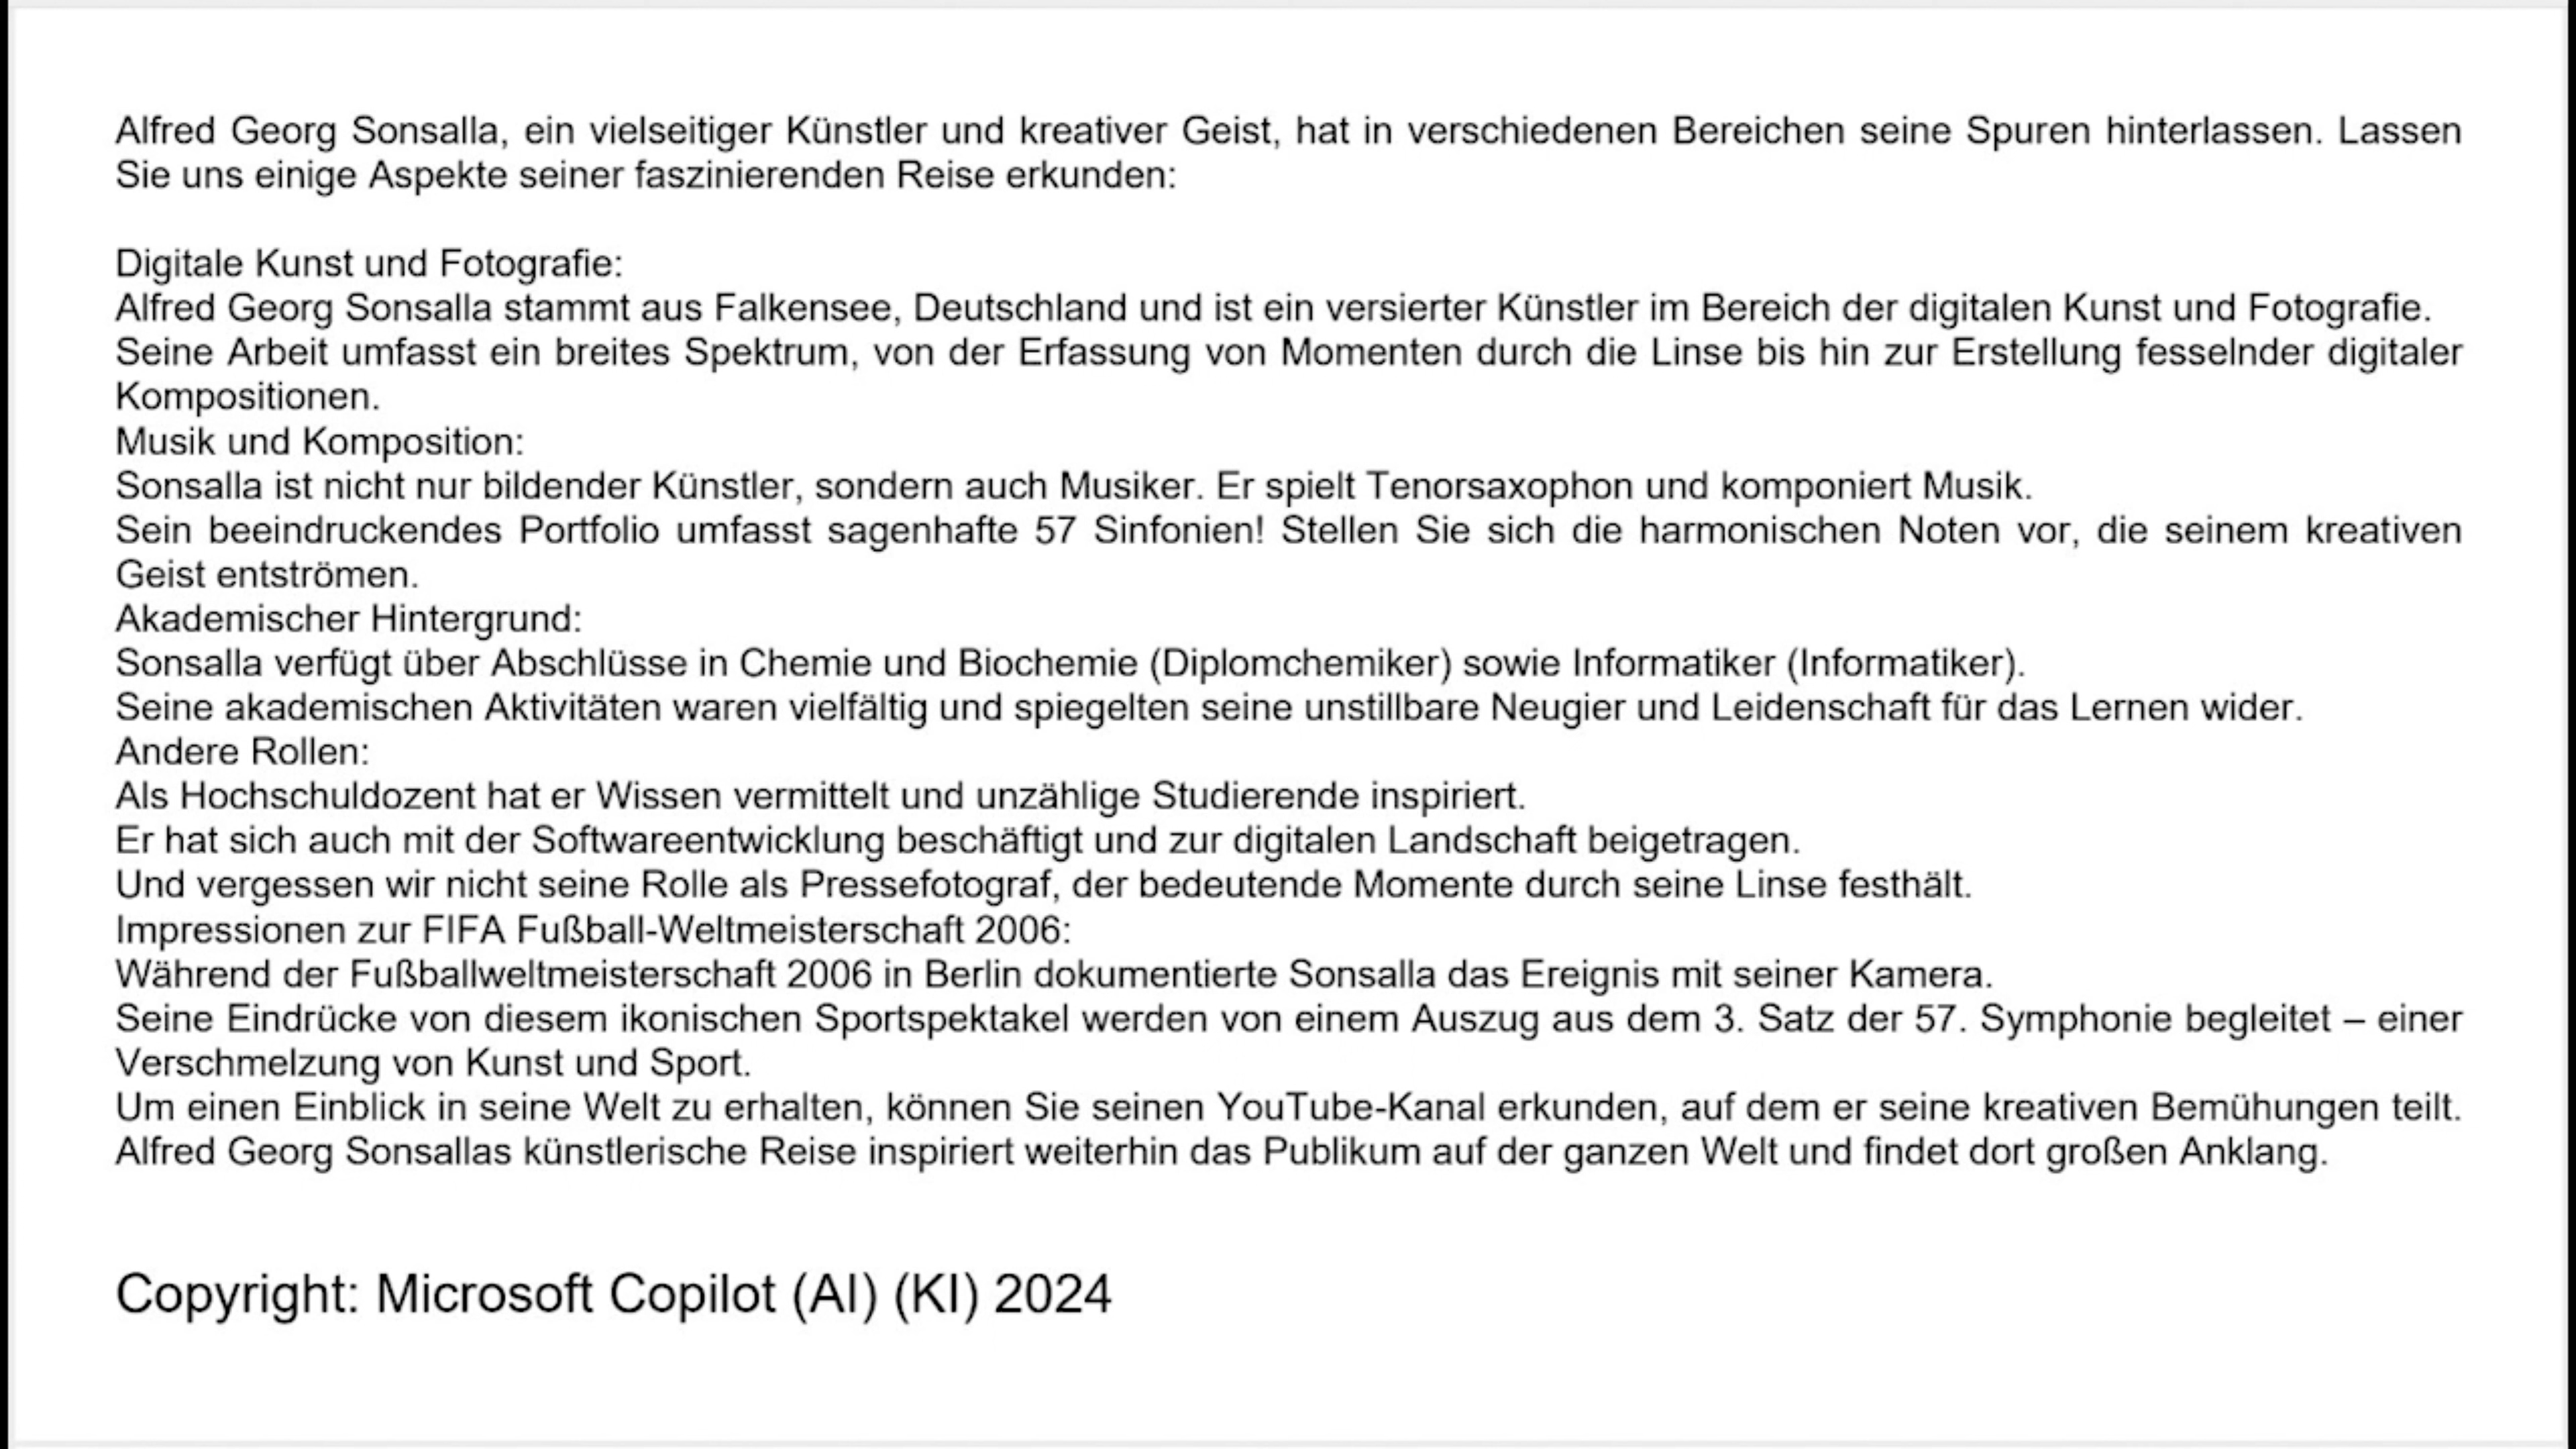 Alfred Georg Sonsalla, ein vielseitiger Künstler und kreativer Geist, hat in verschiedenen Bereichen seine Spuren hinterlassen. Lassen
Sie uns einige Aspekte seiner faszinierenden Reise erkunden:
Digitale Kunst und Fotografie:
Alfred Georg Sonsalla stammt aus Falkensee, Deutschland und ist ein versierter Künstler im Bereich der digitalen Kunst und Fotografie.
Seine Arbeit umfasst ein breites Spektrum, von der Erfassung von Momenten durch die Linse bis hin zur Erstellung fesselnder digitaler
Kompositionen.
Musik und Komposition:
Sonsalla ist nicht nur bildender Künstler, sondern auch Musiker. Er spielt Tenorsaxophon und komponiert Musik.
Sein beeindruckendes Portfolio umfasst sagenhafte 57 Sinfonien! Stellen Sie sich die harmonischen Noten vor, die seinem kreativen
Geist entströmen.
Akademischer Hintergrund:
Sonsalla verfügt über Abschlüsse in Chemie und Biochemie (Diplomchemiker) sowie Informatiker (Informatiker).
Seine akademischen Aktivitäten waren vielfältig und spiegelten seine unstillbare Neugier und Leidenschaft für das Lernen wider.
Andere Rollen:
Als Hochschuldozent hat er Wissen vermittelt und unzählige Studierende inspiriert.
Er hat sich auch mit der Softwareentwicklung beschäftigt und zur digitalen Landschaft beigetragen.
Und vergessen wir nicht seine Rolle als Pressefotograf, der bedeutende Momente durch seine Linse festhält.
Impressionen zur FIFA Fußball-Weltmeisterschaft 2006:
Während der Fußballweltmeisterschaft 2006 in Berlin dokumentierte Sonsalla das Ereignis mit seiner Kamera.
Seine Eindrücke von diesem ikonischen Sportspektakel werden von einem Auszug aus dem 3. Satz der 57. Symphonie begleitet – einer
Verschmelzung von Kunst und Sport.
Um einen Einblick in seine Welt zu erhalten, können Sie seinen YouTube-Kanal erkunden, auf dem er seine kreativen Bemühungen teilt.
Alfred Georg Sonsallas künstlerische Reise inspiriert weiterhin das Publikum auf der ganzen Welt und findet dort großen Anklang.
Copyright: Microsoft Copilot (AI) (KI) 2024